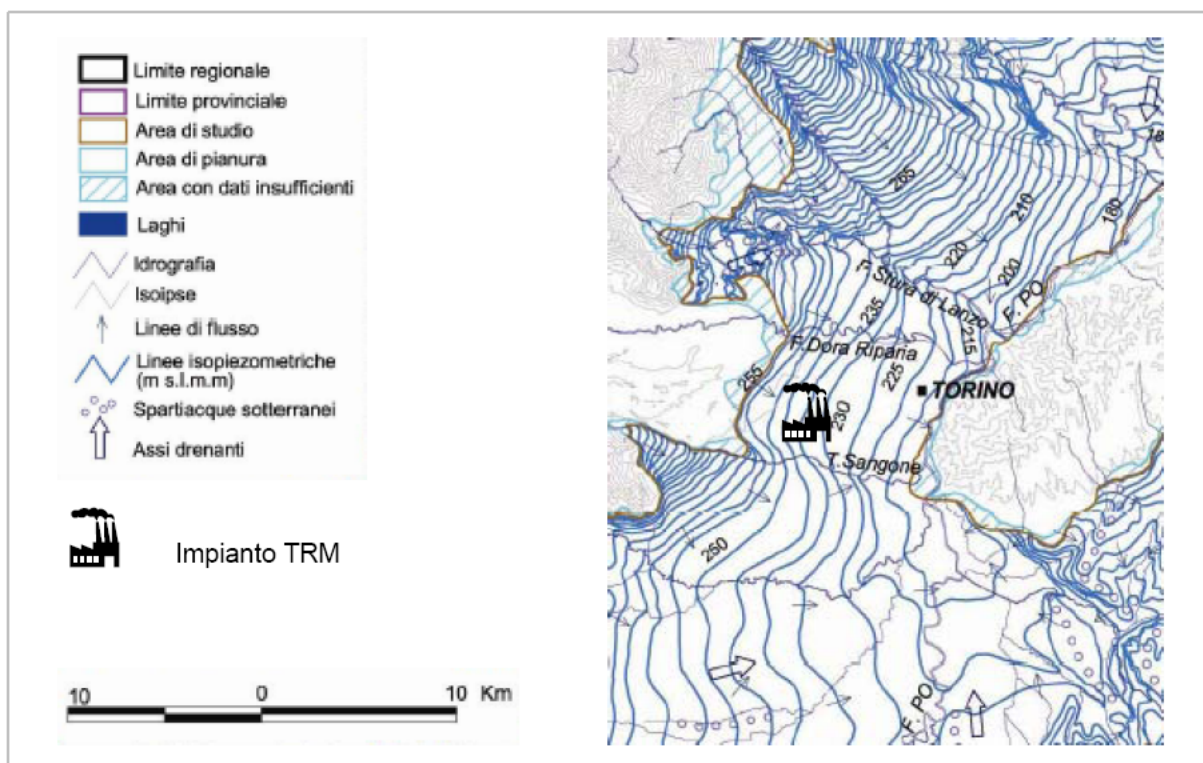 Limite regionale
Limite provinciale
Area di studio
Area di pianura
Area con dati insufficienti
Laghi
Idrografia
Isoipse
Linee di flusso
Linee isopiezometriche
(m s.l.m.m)
Spartiacque sotterranei
Assi drenanti
Impianto TRM
10 0 10 Km
18
265
210
180
220
200
F. Stura di Lanzo
F. PO
235
215
F. Dora Riparia
255
225
TORINO
230
T. Sangone
250
F. PO